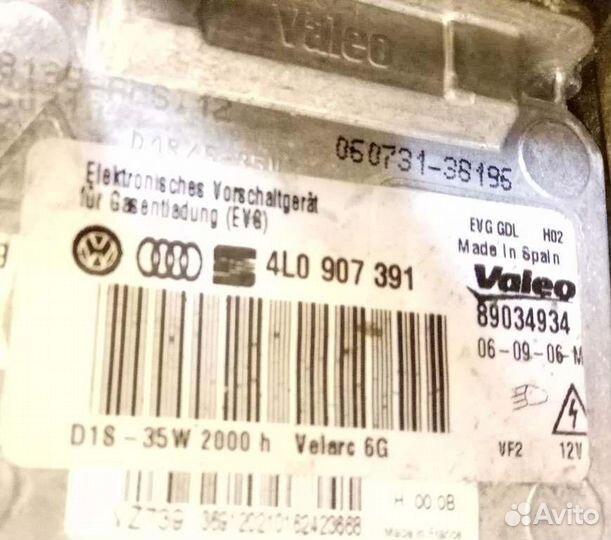 Valeo
060731-38196
Elektronisches Vorschaltgerät
für Gasentladung (EVG)
EVG GDL H02
Made In Spain
4L0 907 391
Valeo
89034934
06-09-06
D1S - 35W 2000 h Velarc 6G
VF2 12V
H 00 0B
Made in France
Avito